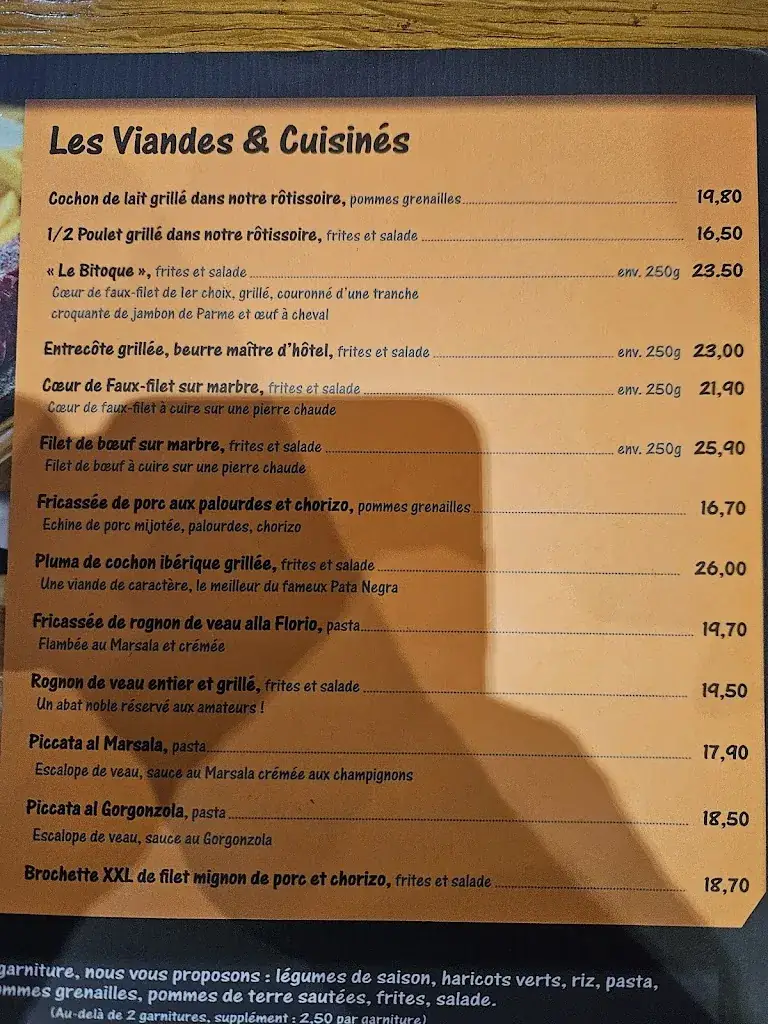 Les Viandes & Cuisinés
Cochon de lait grillé dans notre rôtissoire, pommes grenailles 19,80
1/2 Poulet grillé dans notre rôtissoire, frites et salade 16,50
« Le Bitoque », frites et salade env. 250g 23.50
Cœur de faux-filet de 1er choix, grillé, couronné d'une tranche
croquante de jambon de Parme et œuf à cheval
Entrecôte grillée, beurre maître d'hôtel, frites et salade env. 250g 23,00
Cœur de Faux-filet sur marbre, frites et salade env. 250g 21,90
Cœur de faux-filet à cuire sur une pierre chaude
Filet de bœuf sur marbre, frites et salade env. 250g 25,90
Filet de bœuf à cuire sur une pierre chaude
Fricassée de porc aux palourdes et chorizo, pommes grenailles 16,70
Echine de porc mijotée, palourdes, chorizo
Pluma de cochon ibérique grillée, frites et salade 26,00
Une viande de caractère, le meilleur du fameux Pata Negra
Fricassée de rognon de veau alla Florio, pasta 19,70
Flambée au Marsala et crémée
Rognon de veau entier et grillé, frites et salade 19,50
Un abat noble réservé aux amateurs !
Piccata al Marsala, pasta 17,90
Escalope de veau, sauce au Marsala crémée aux champignons
Piccata al Gorgonzola, pasta 18,50
Escalope de veau, sauce au Gorgonzola
Brochette XXL de filet mignon de porc et chorizo, frites et salade 18,70
garniture, nous vous proposons : légumes de saison, haricots verts, riz, pasta,
mmes grenailles, pommes de terre sautées, frites, salade.
(Au-delà de 2 garnitures, supplément : 2,50 par garniture)